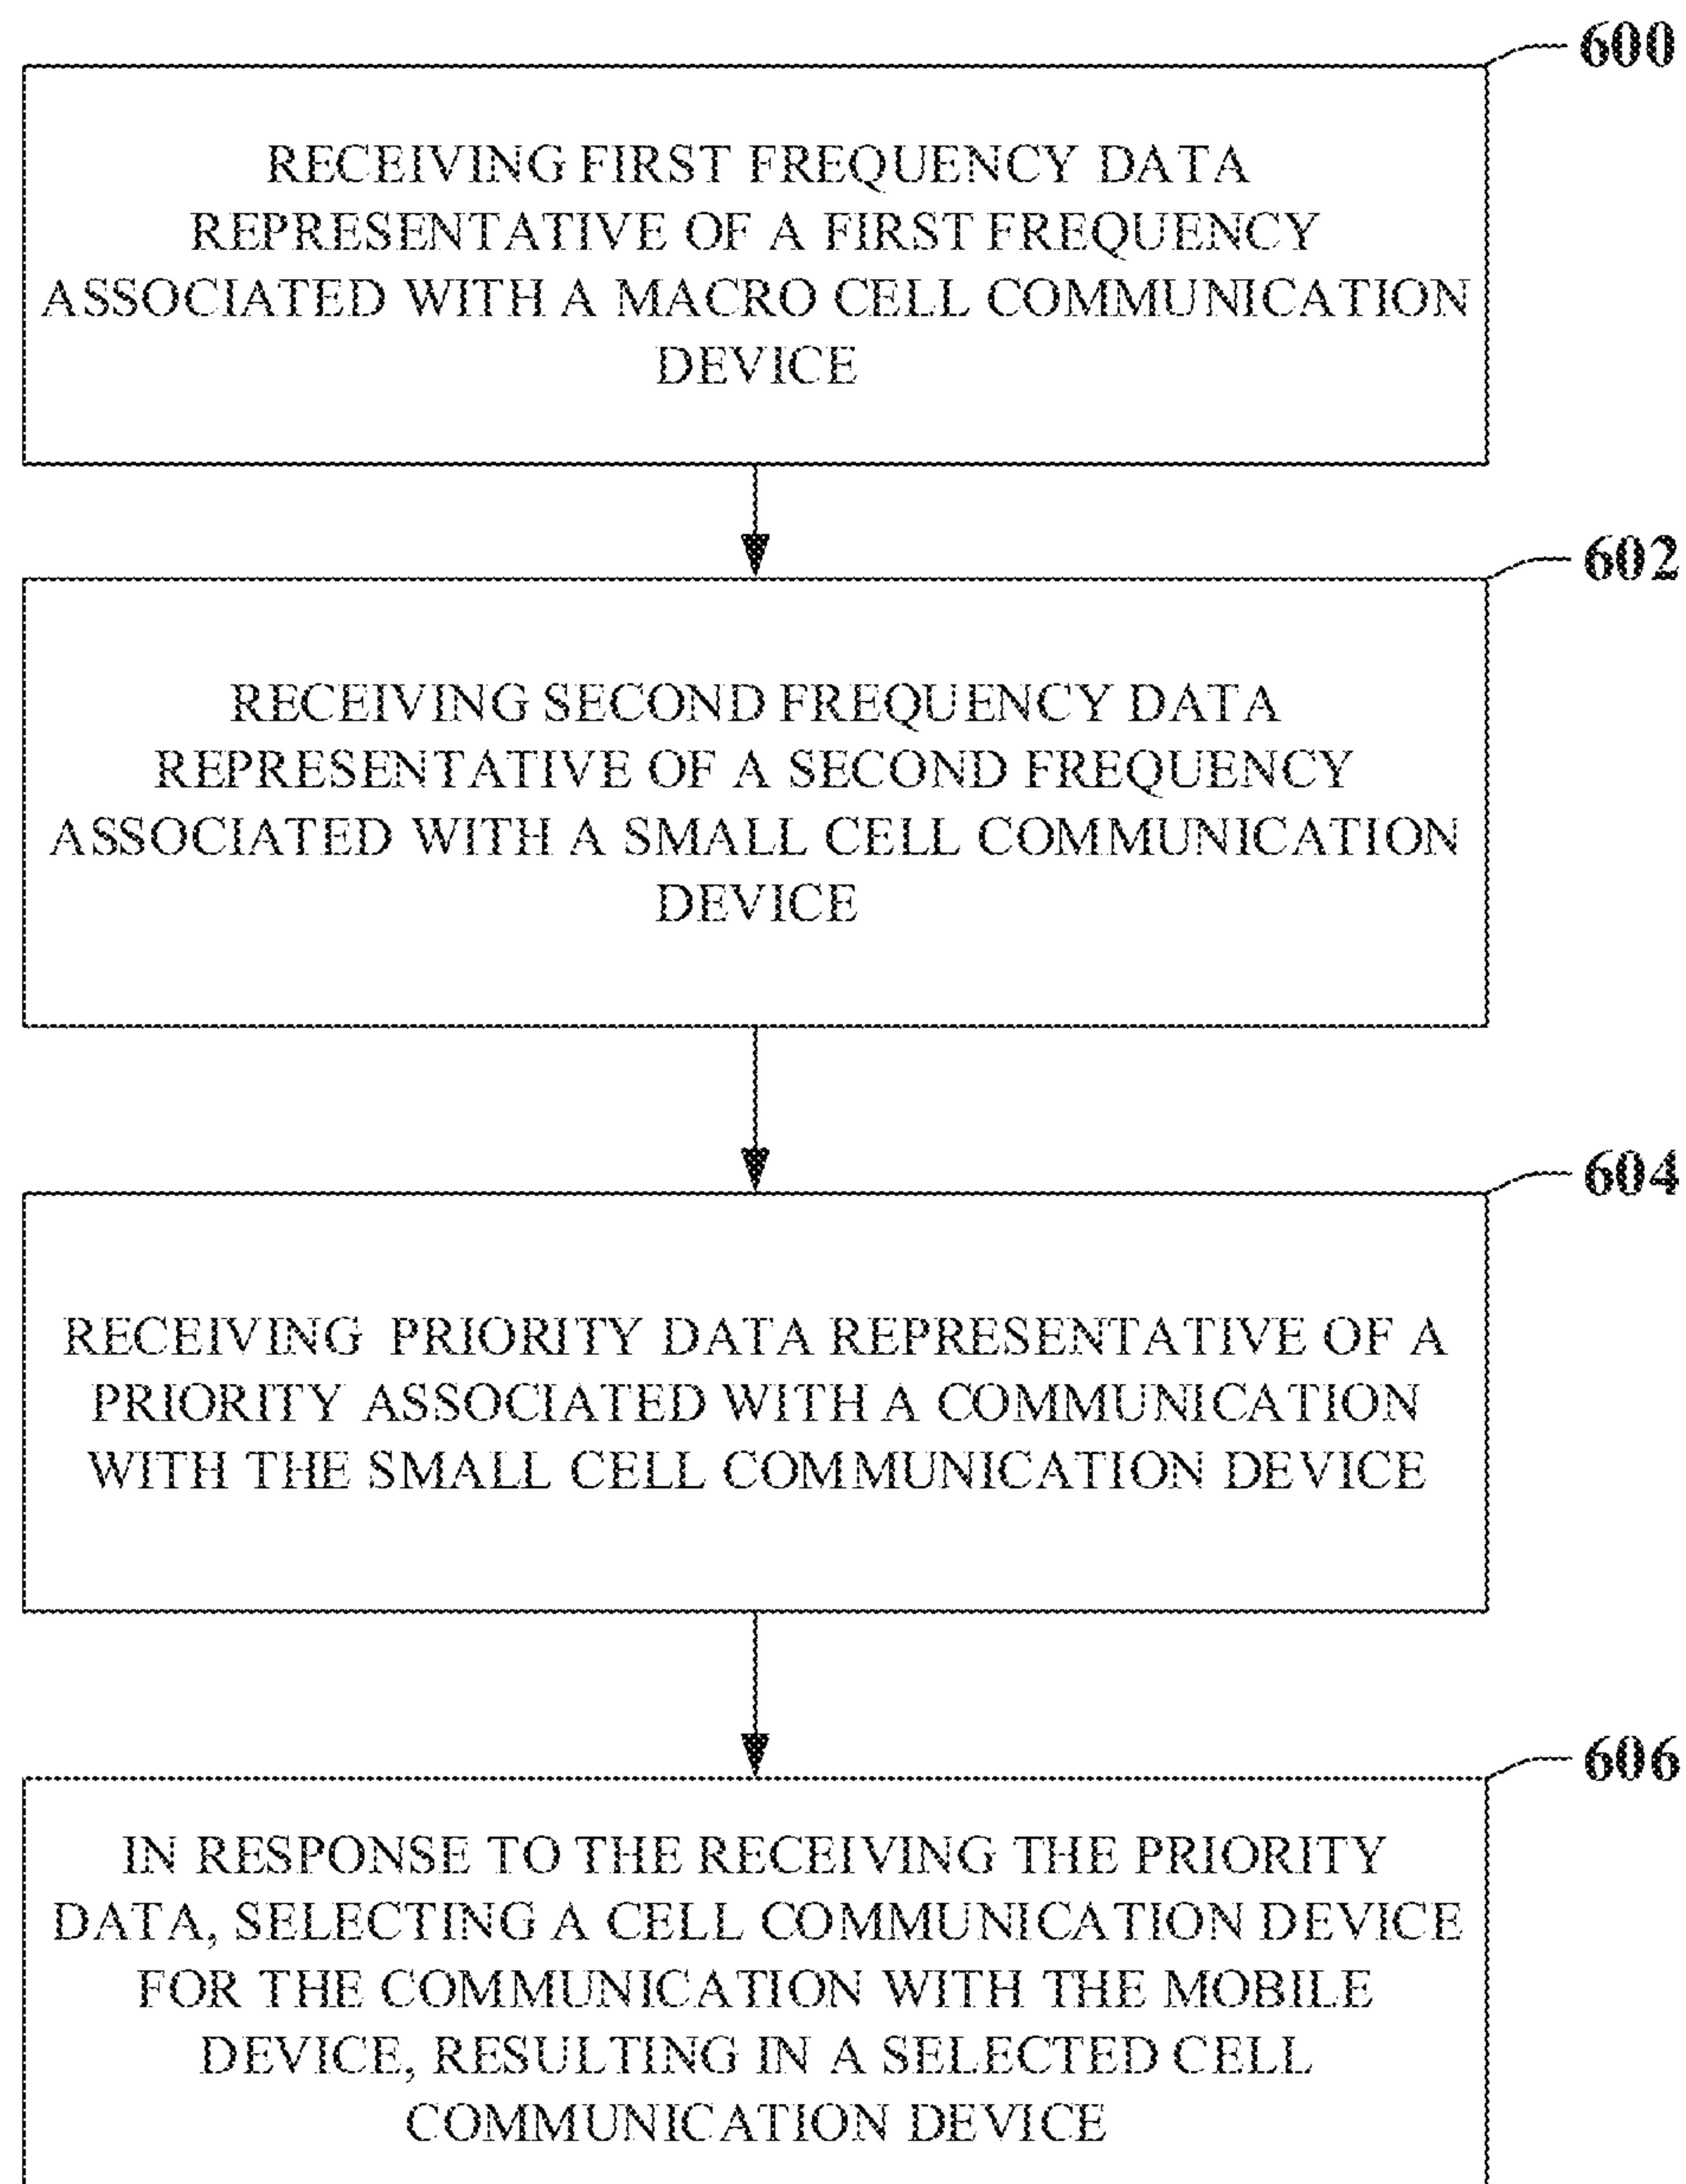 600
RECEIVING FIRST FREQUENCY DATA
REPRESENTATIVE OF A FIRST FREQUENCY
ASSOCIATED WITH A MACRO CELL COMMUNICATION
DEVICE
602
RECEIVING SECOND FREQUENCY DATA
REPRESENTATIVE OF A SECOND FREQUENCY
ASSOCIATED WITH A SMALL CELL COMMUNICATION
DEVICE
604
RECEIVING PRIORITY DATA REPRESENTATIVE OF A
PRIORITY ASSOCIATED WITH A COMMUNICATION
WITH THE SMALL CELL COMMUNICATION DEVICE
606
IN RESPONSE TO THE RECEIVING THE PRIORITY
DATA, SELECTING A CELL COMMUNICATION DEVICE
FOR THE COMMUNICATION WITH THE MOBILE
DEVICE, RESULTING IN A SELECTED CELL
COMMUNICATION DEVICE